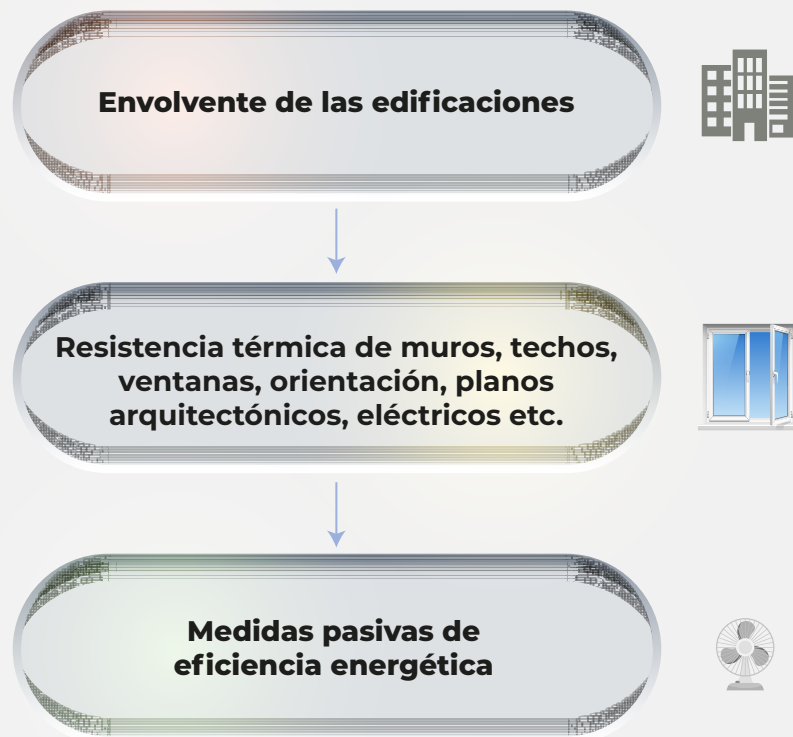 Envolvente de las edificaciones
Resistencia térmica de muros, techos,
ventanas, orientación, planos
arquitectónicos, eléctricos etc.
Medidas pasivas de
eficiencia energética